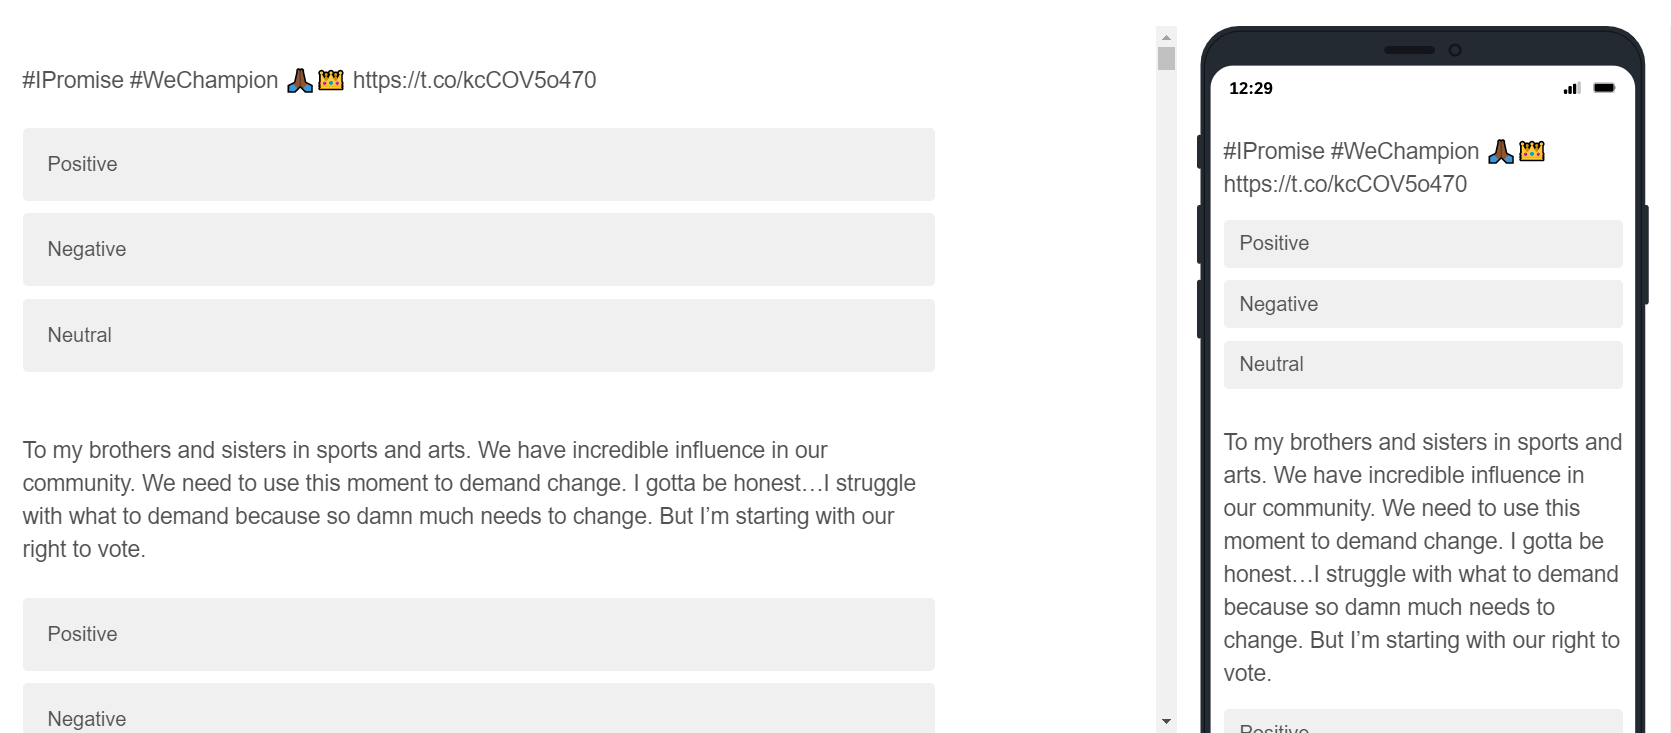 #IPromise #WeChampion 🙏🏾👑 https://t.co/kcCOV5o470
Positive
Negative
Neutral
To my brothers and sisters in sports and arts. We have incredible influence in our
community. We need to use this moment to demand change. I gotta be honest…I struggle
with what to demand because so damn much needs to change. But I’m starting with our
right to vote.
Positive
Negative
12:29
#IPromise #WeChampion 🙏🏾👑
https://t.co/kcCOV5o470
Positive
Negative
Neutral
To my brothers and sisters in sports and
arts. We have incredible influence in
our community. We need to use this
moment to demand change. I gotta be
honest…I struggle with what to demand
because so damn much needs to
change. But I’m starting with our right to
vote.
Positive